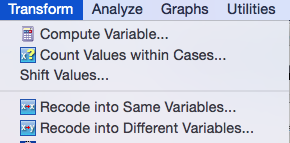 Transform Analyze Graphs Utilities
Compute Variable...
Count Values within Cases...
Shift Values...
Recode into Same Variables...
Recode into Different Variables...